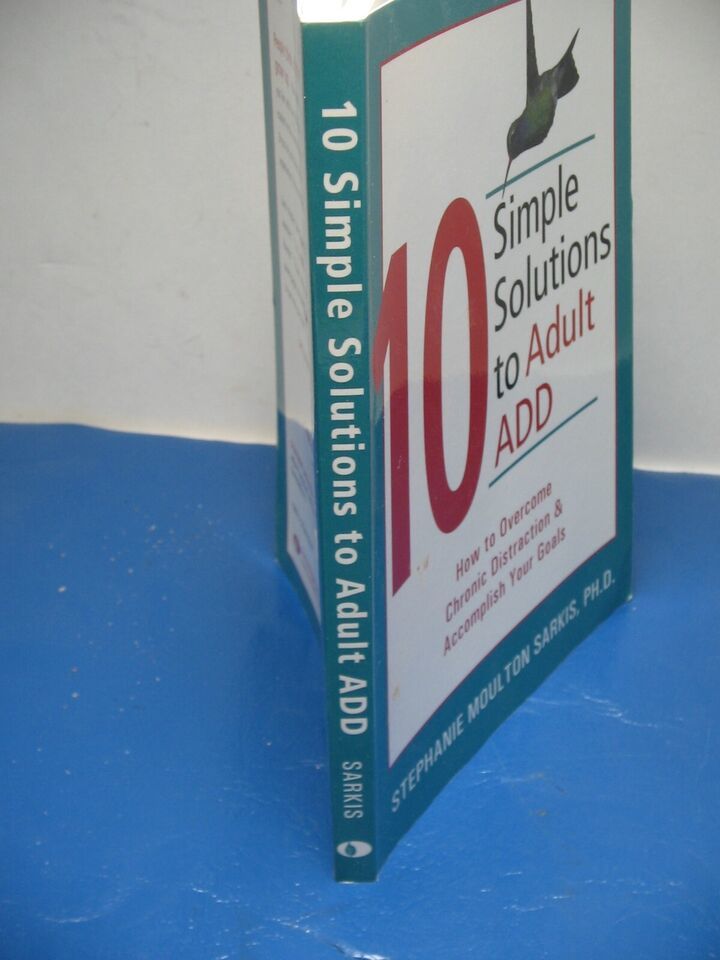 10 Simple Solutions to Adult ADD
SARKIS
10
Simple
Solutions
to Adult
ADD
How to Overcome
Chronic Distraction &
Accomplish Your Goals
STEPHANIE MOULTON SARKIS, PH.D.